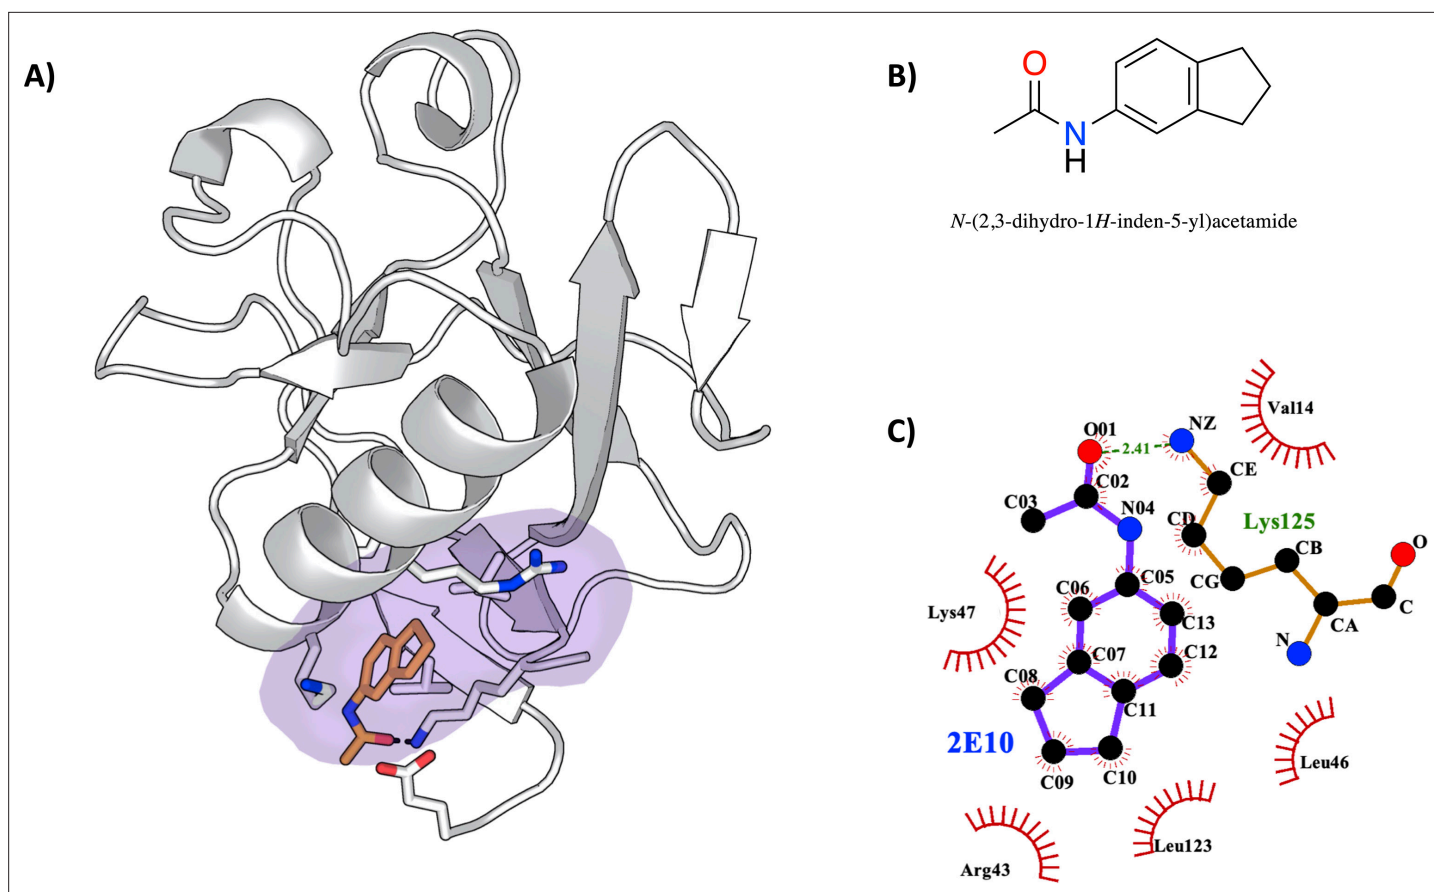 A)
B)
O
N
H
N-(2,3-dihydro-1H-inden-5-yl)acetamide
C)
Val14
O01
2.41
NZ
CE
C02
C03
N04
CD
Lys125
CB
O
CG
C05
C06
Lys47
C13
CA
C
N
C07
C12
C08
C11
2E10
C09
C10
Leu46
Leu123
Arg43